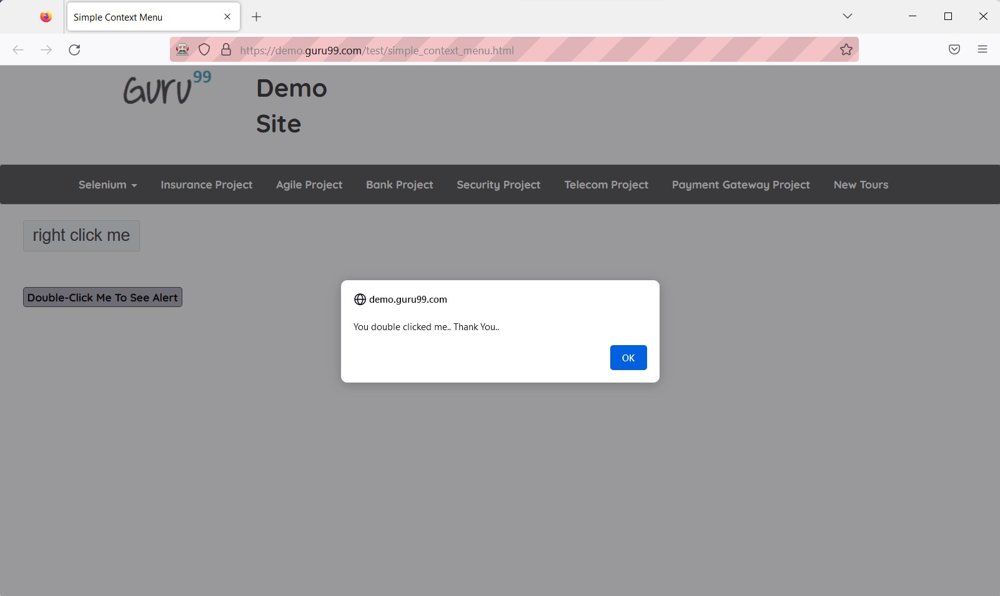 Simple Context Menu
https://demo.guru99.com/test/simple_context_menu.html
Guru99
Demo
Site
Selenium Insurance Project Agile Project Bank Project Security Project Telecom Project Payment Gateway Project New Tours
right click me
Double-Click Me To See Alert
demo.guru99.com
You double clicked me.. Thank You..
OK